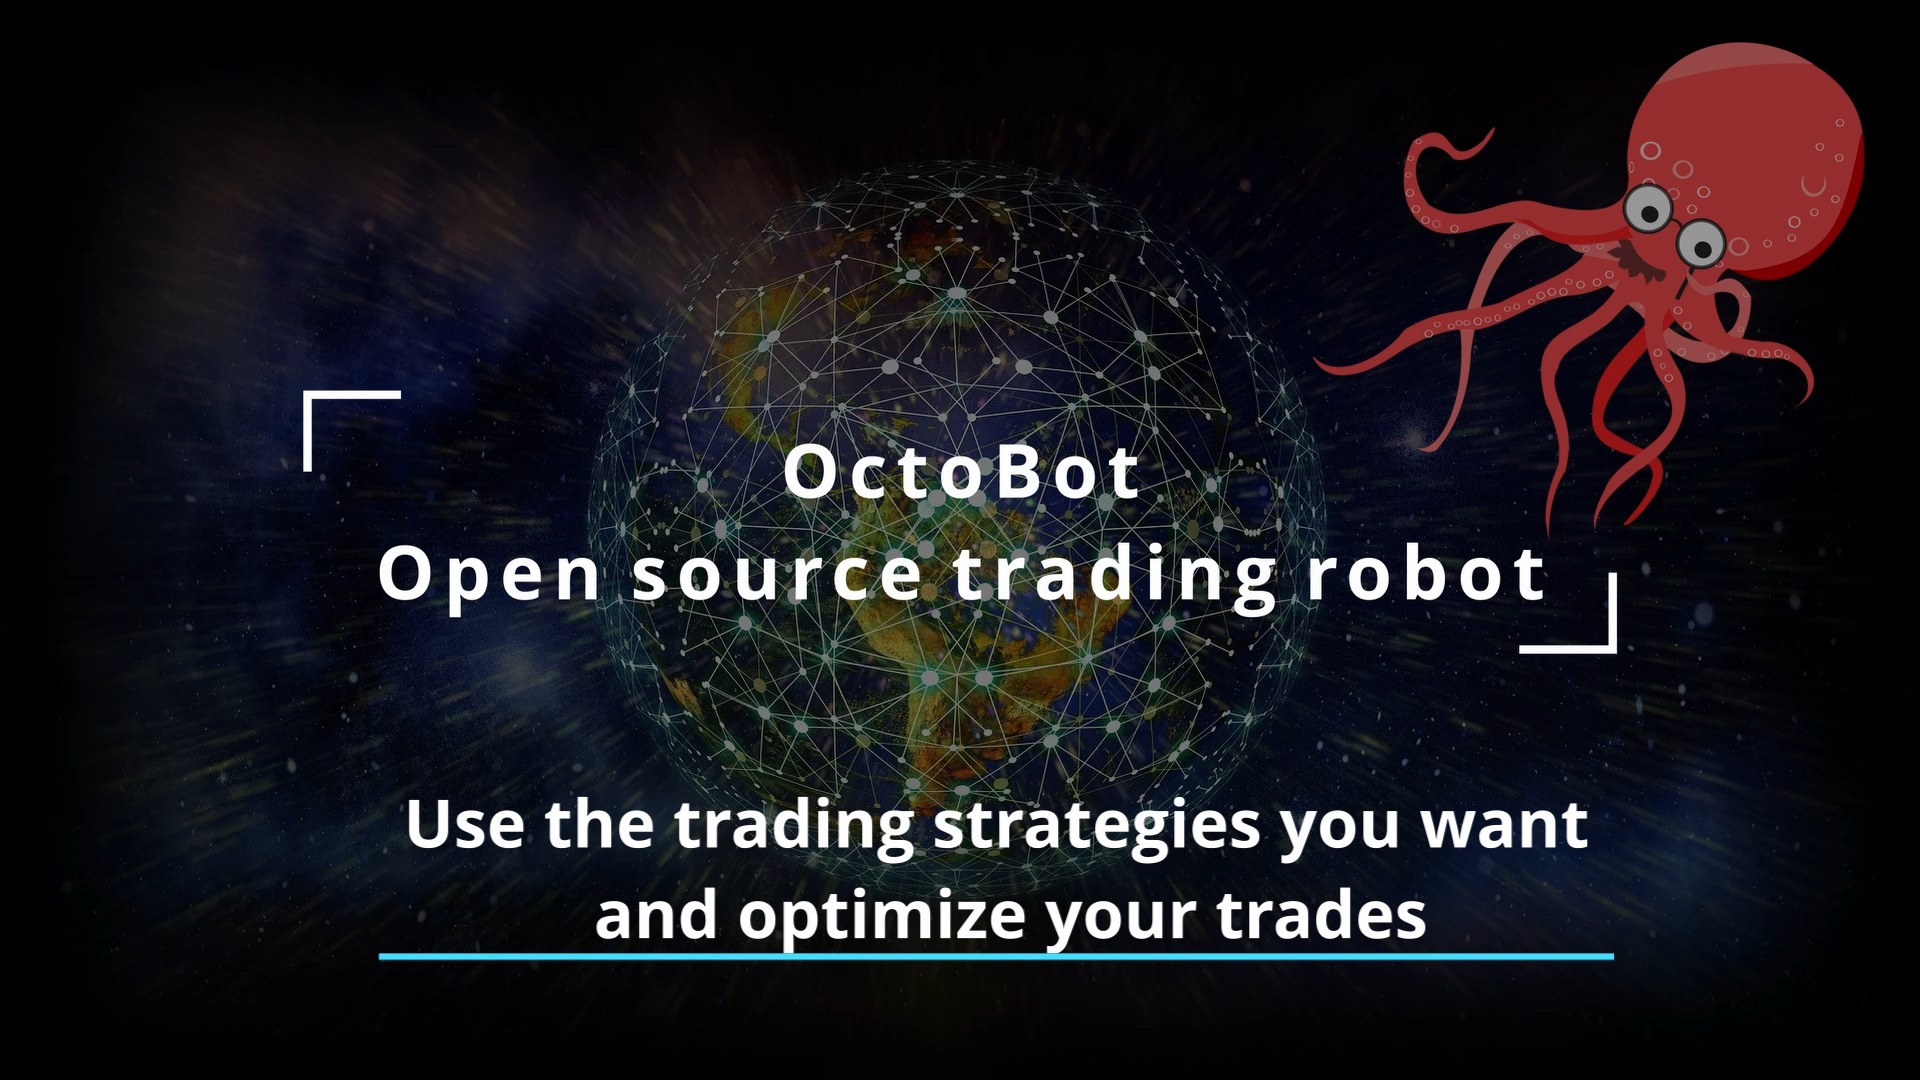 OctoBot
Open source trading robot
Use the trading strategies you want
and optimize your trades